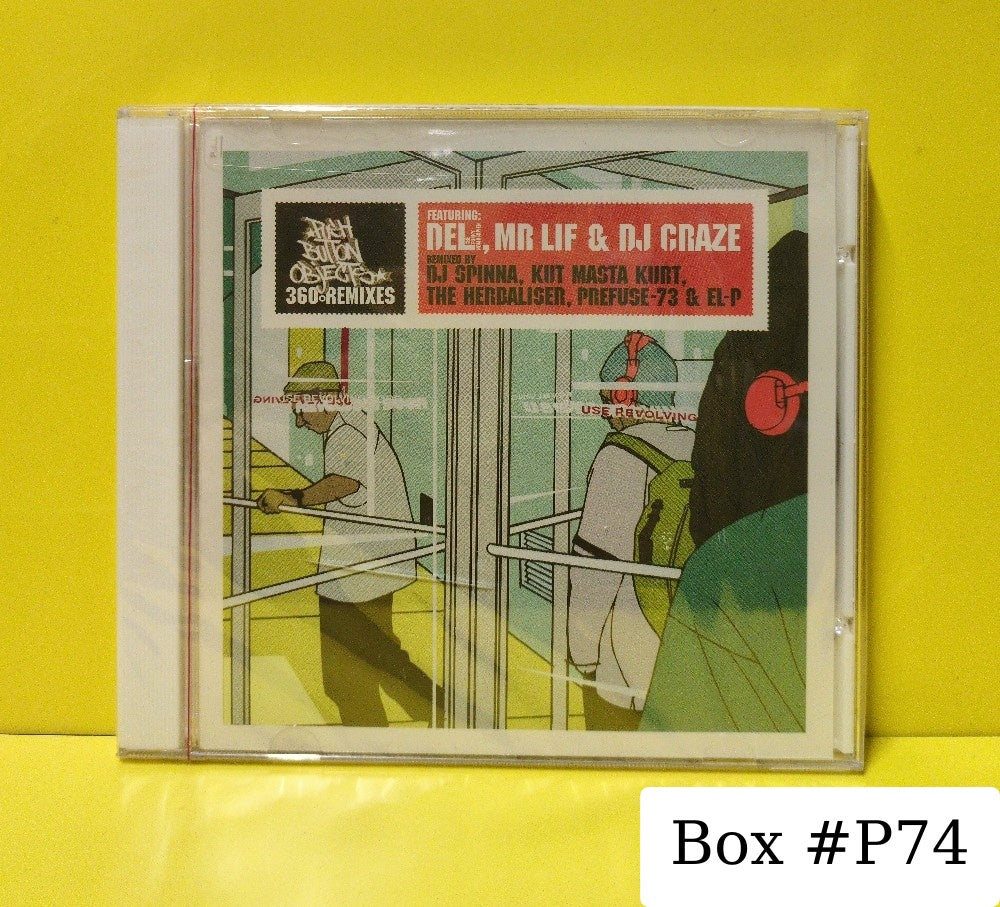 PUSH
BUTTON
OBJECTS
360° REMIXES
FEATURING:
DEL, MR LIF & DJ CRAZE
REMIXED BY
DJ SPINNA, KUT MASTA KURT,
THE HERBALISER, PREFUSE-73 & EL-P
USE REVOLVING
Box #P74